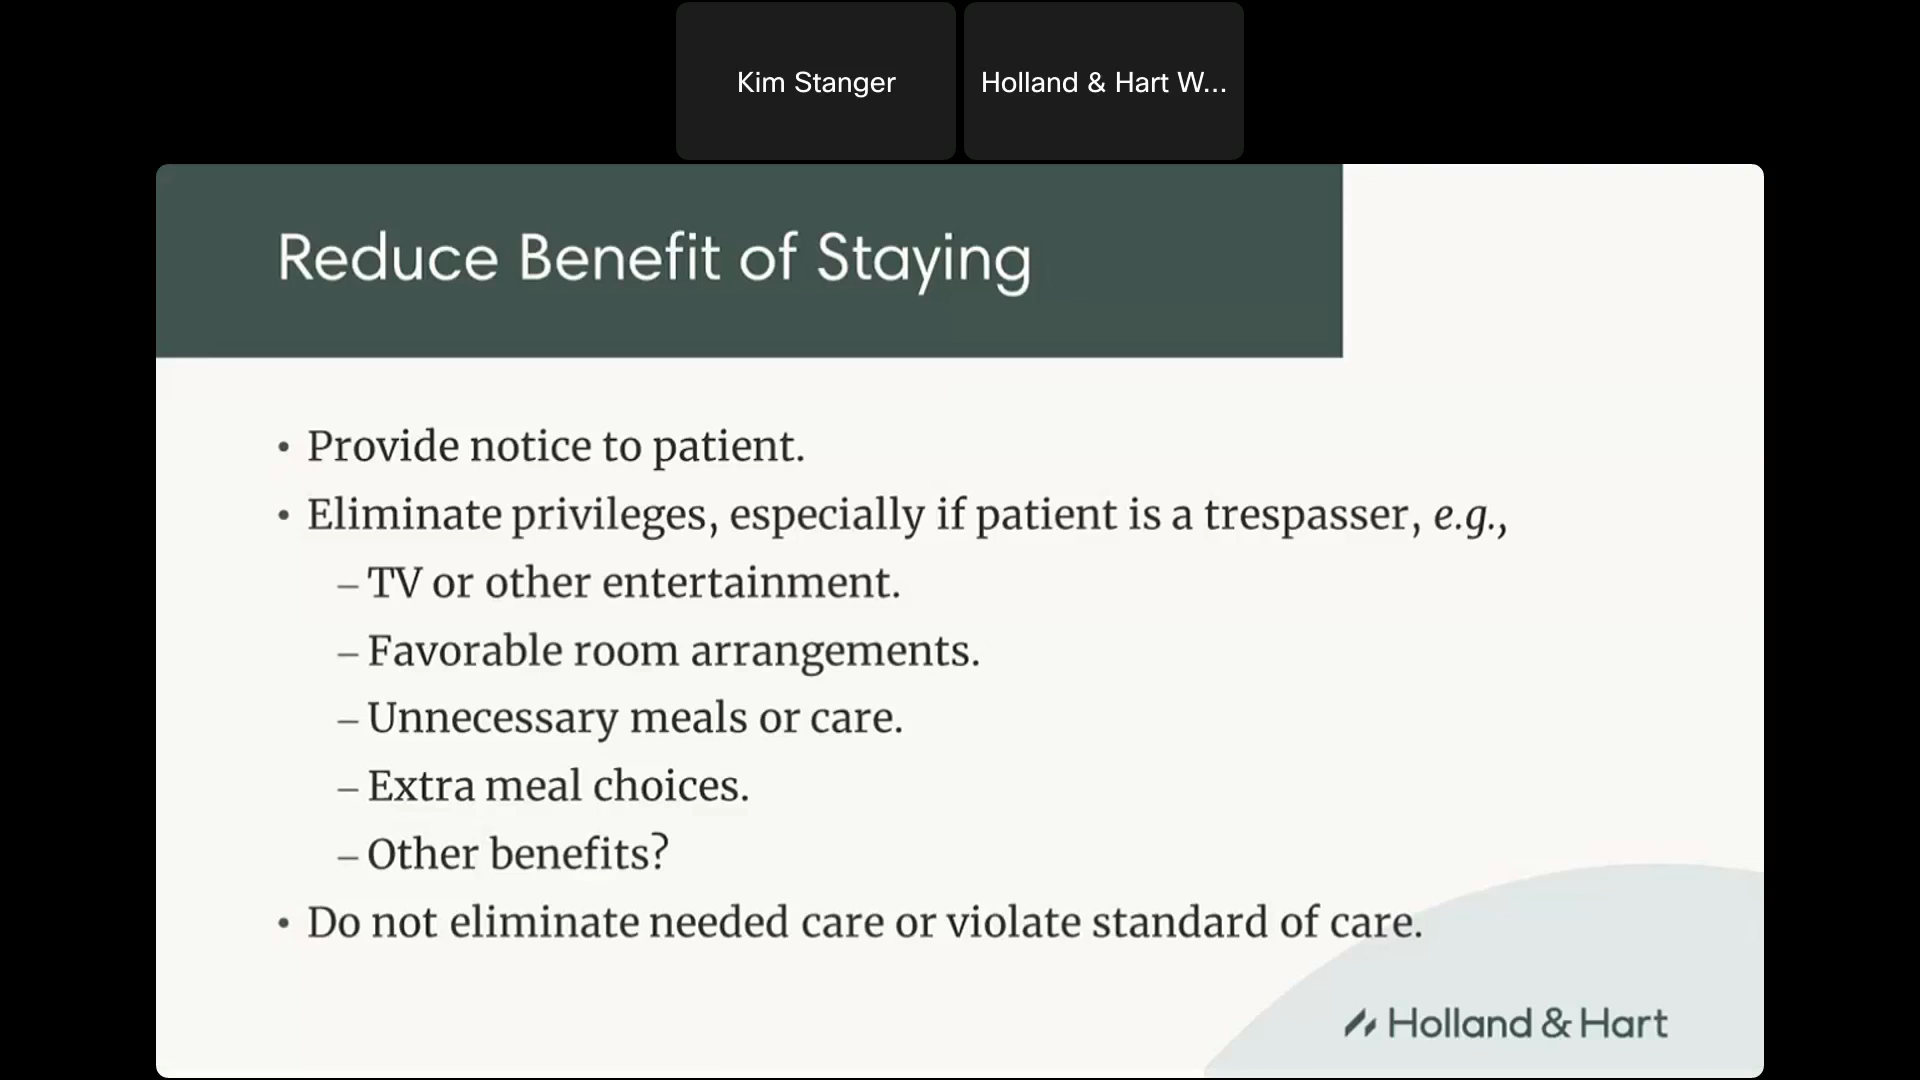 Kim Stanger
Holland & Hart W...
Reduce Benefit of Staying
• Provide notice to patient.
• Eliminate privileges, especially if patient is a trespasser, e.g.,
– TV or other entertainment.
– Favorable room arrangements.
– Unnecessary meals or care.
– Extra meal choices.
– Other benefits?
• Do not eliminate needed care or violate standard of care.
Holland & Hart